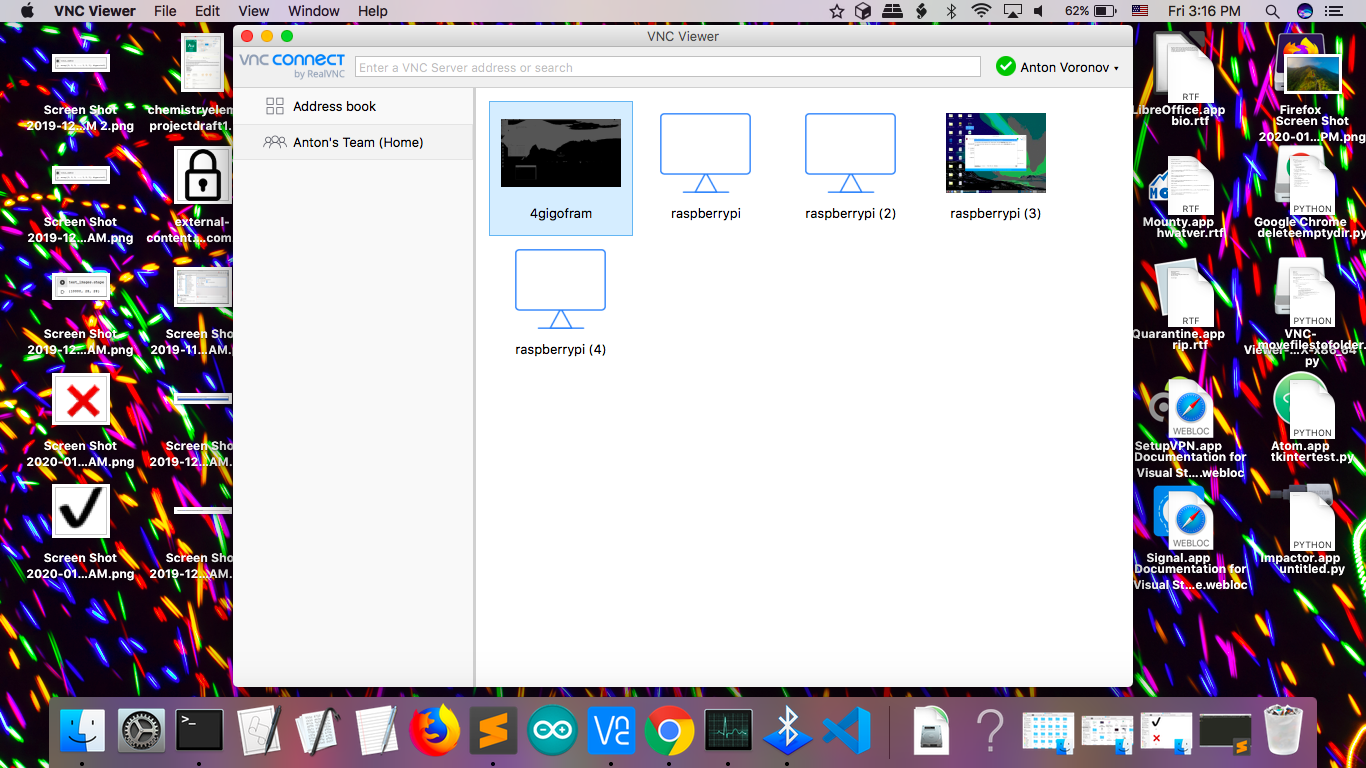 VNC Viewer File Edit View Window Help 62% Fri 3:16 PM
VNC Viewer
vnc connect
by RealVNC
Enter a VNC Server address or search
Anton Voronov
Address book
Anton's Team (Home)
4gigofram
raspberrypi
raspberrypi (2)
raspberrypi (3)
raspberrypi (4)
Screen Shot
2019-12...M 2.png
chemistryelem
projectdraft1.
Screen Shot
2019-12...AM.png
external-
content....com
Screen Shot
2019-12...AM.png
Screen Sho
2019-11...AM.
Screen Shot
2020-01...AM.png
Screen Sho
2019-12...AM.
Screen Shot
2020-01...AM.png
Screen Sho
2019-12...AM.
RTF
LibreOffice.app
bio.rtf
Firefox
Screen Shot
2020-01...PM.png
RTF
Mounty.app
hwatver.rtf
PYTHON
Google Chrome
deleteemptydir.py
RTF
Quarantine.app
rip.rtf
PYTHON
VNC-
movefilestofolder.
Viewer-...X-x86_64
py
WEBLOC
SetupVPN.app
Documentation for
Visual St....webloc
PYTHON
Atom.app
tkintertest.py
WEBLOC
Signal.app
Documentation for
Visual St...e.webloc
PYTHON
Impactor.app
untitled.py